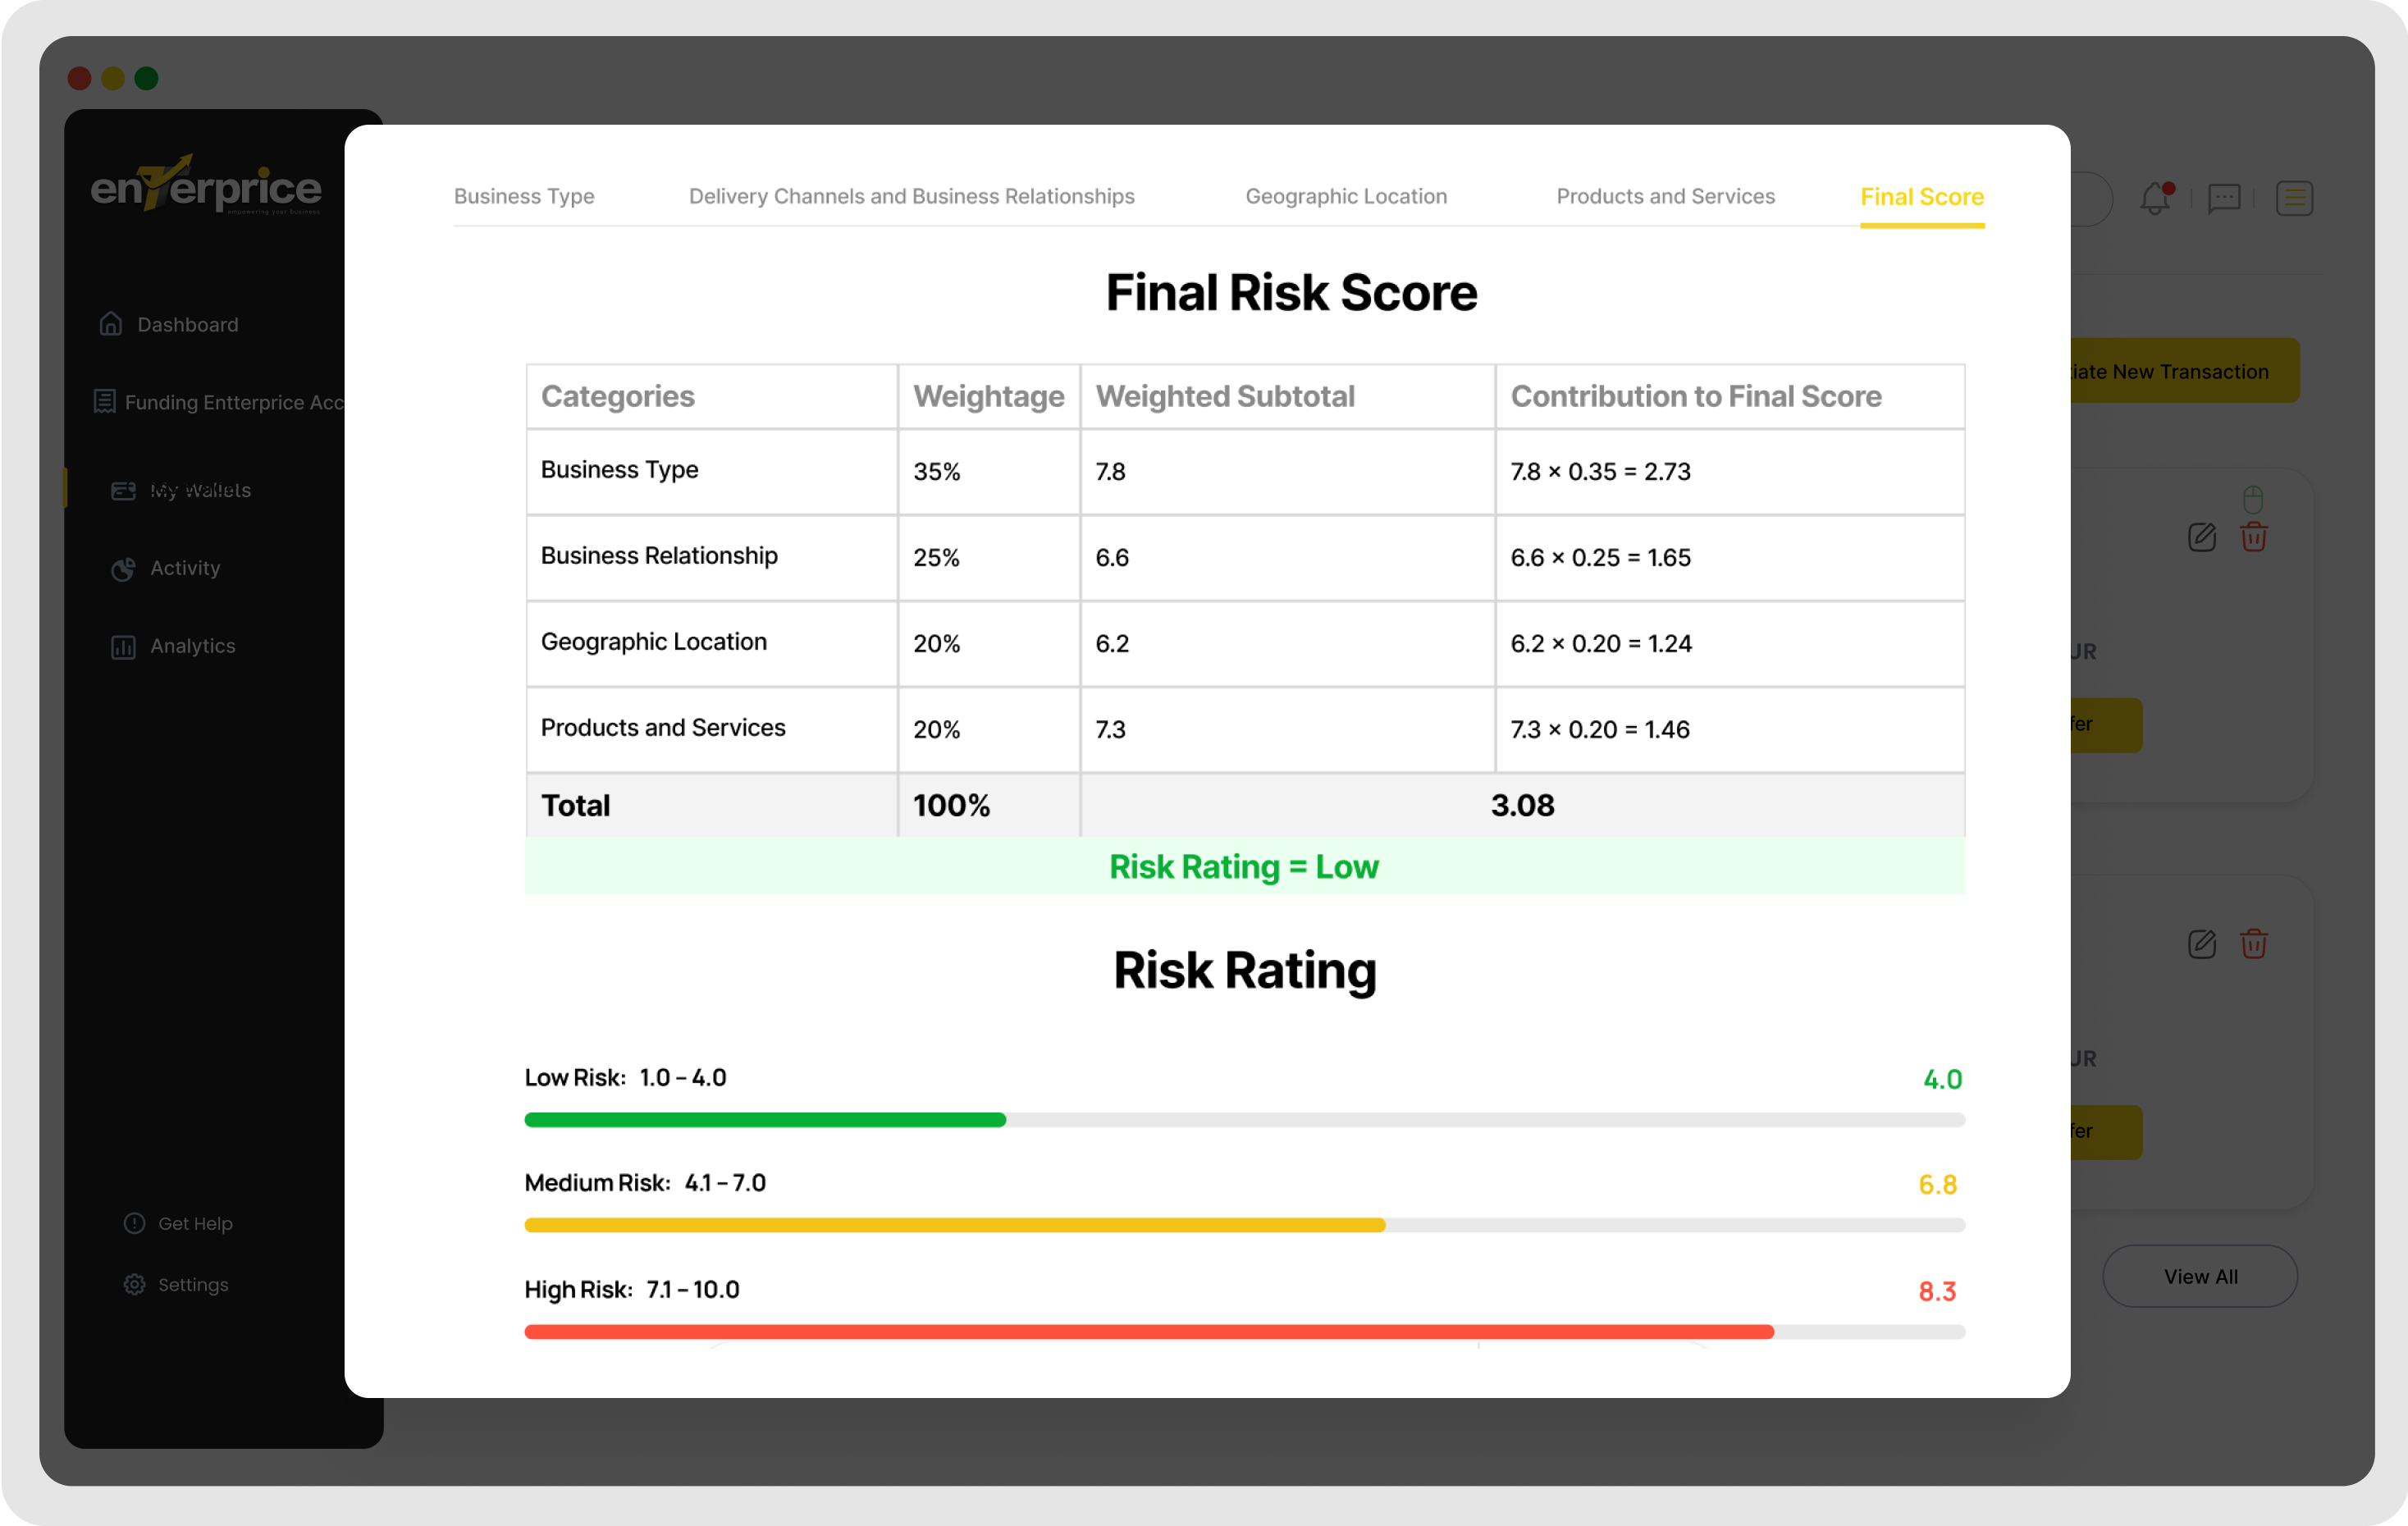 enTerprice
empowering your business
Dashboard
Funding Entterprice Acc
My Wallets
Activity
Analytics
Get Help
Settings
Business Type Delivery Channels and Business Relationships Geographic Location Products and Services Final Score
Final Risk Score
Categories Weightage Weighted Subtotal Contribution to Final Score
Business Type 35% 7.8 7.8 × 0.35 = 2.73
Business Relationship 25% 6.6 6.6 × 0.25 = 1.65
Geographic Location 20% 6.2 6.2 × 0.20 = 1.24
Products and Services 20% 7.3 7.3 × 0.20 = 1.46
Total 100% 3.08
Risk Rating = Low
Risk Rating
Low Risk: 1.0 – 4.0 4.0
Medium Risk: 4.1 – 7.0 6.8
High Risk: 7.1 – 10.0 8.3
tiate New Transaction
UR
fer
UR
fer
View All